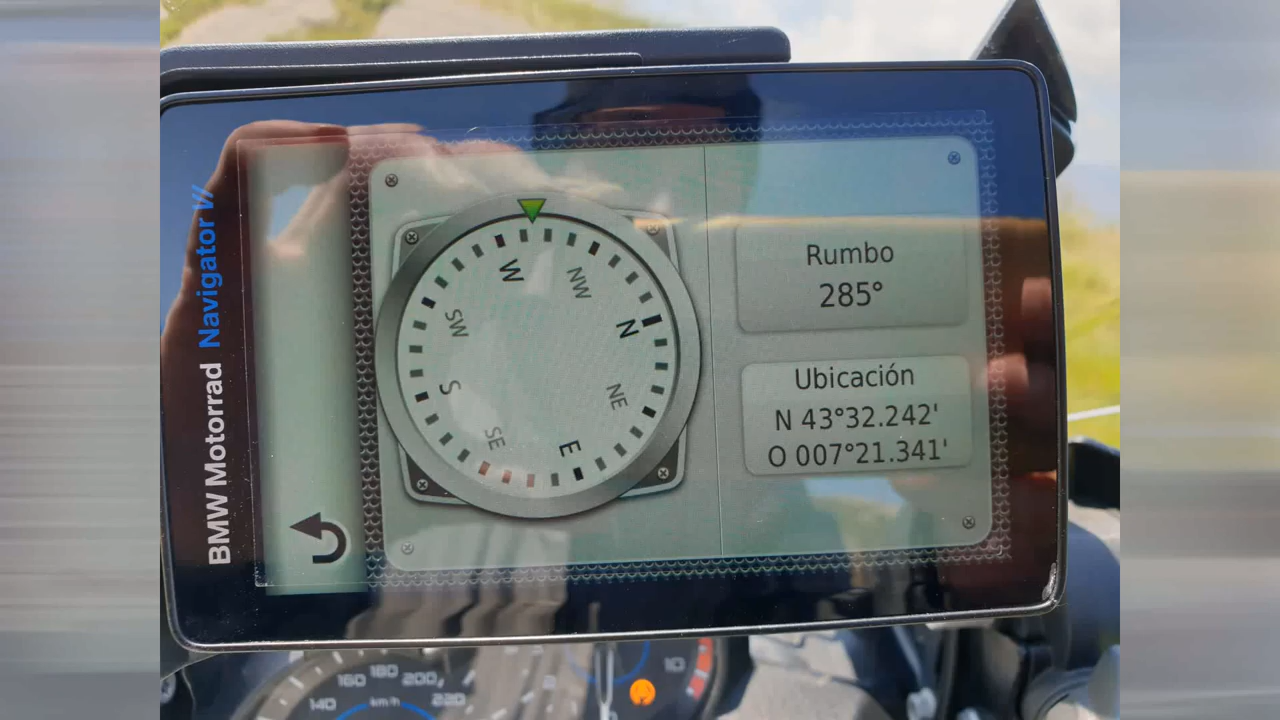 BMW Motorrad Navigator VI
W
NW
N
NE
E
SE
S
SW
Rumbo
285°
Ubicación
N 43°32.242'
O 007°21.341'
140
160
180
200
220
km/h
10